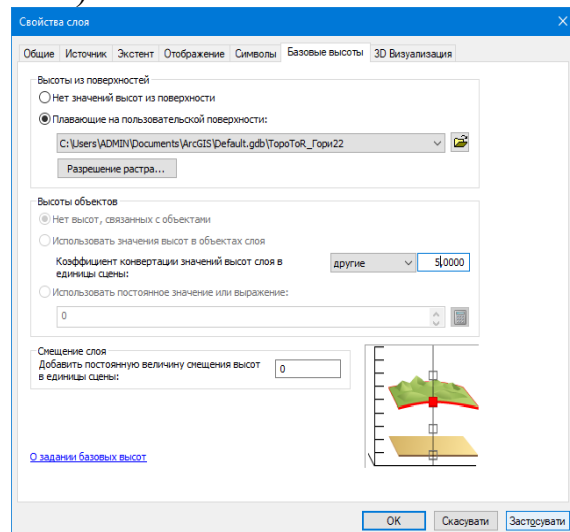 )
Свойства слоя
Общие Источник Экстент Отображение Символы Базовые высоты 3D Визуализация
Высоты из поверхностей
Нет значений высот из поверхности
Плавающие на пользовательской поверхности:
C:\Users\ADMIN\Documents\ArcGIS\Default.gdb\TopoToR_Гори22
Разрешение растра...
Высоты объектов
Нет высот, связанных с объектами
Использовать значения высот в объектах слоя
Коэффициент конвертации значений высот слоя в
единицы сцены:
другие 5.0000
Использовать постоянное значение или выражение:
0
Смещение слоя
Добавить постоянную величину смещения высот
в единицы сцены:
0
О задании базовых высот
OK Скасувати Застосувати